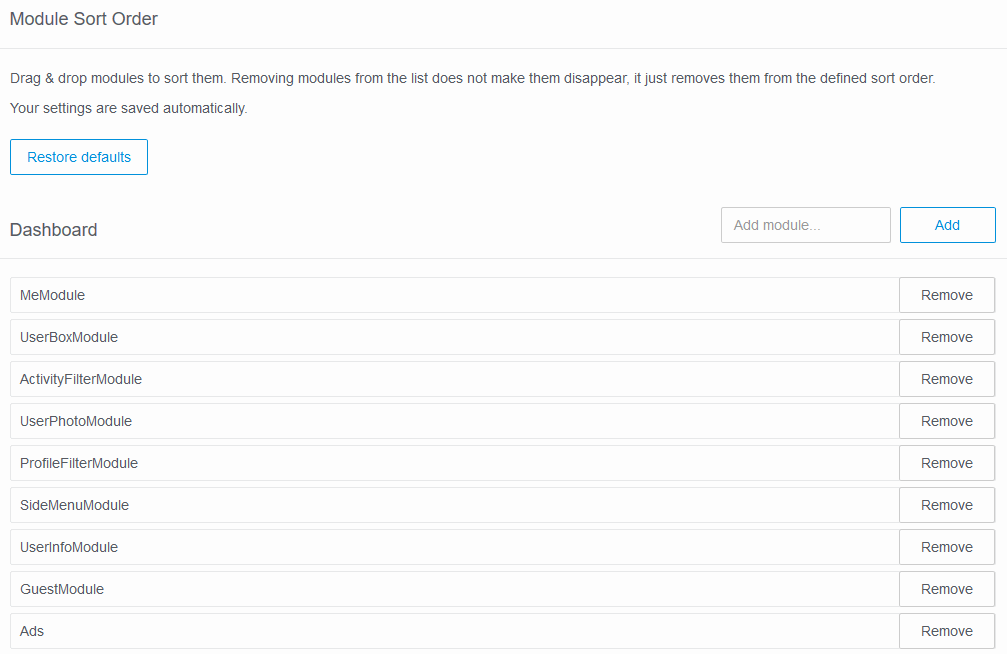 Module Sort Order
Drag & drop modules to sort them. Removing modules from the list does not make them disappear, it just removes them from the defined sort order.
Your settings are saved automatically.
Restore defaults
Dashboard Add module... Add
MeModule Remove
UserBoxModule Remove
ActivityFilterModule Remove
UserPhotoModule Remove
ProfileFilterModule Remove
SideMenuModule Remove
UserInfoModule Remove
GuestModule Remove
Ads Remove